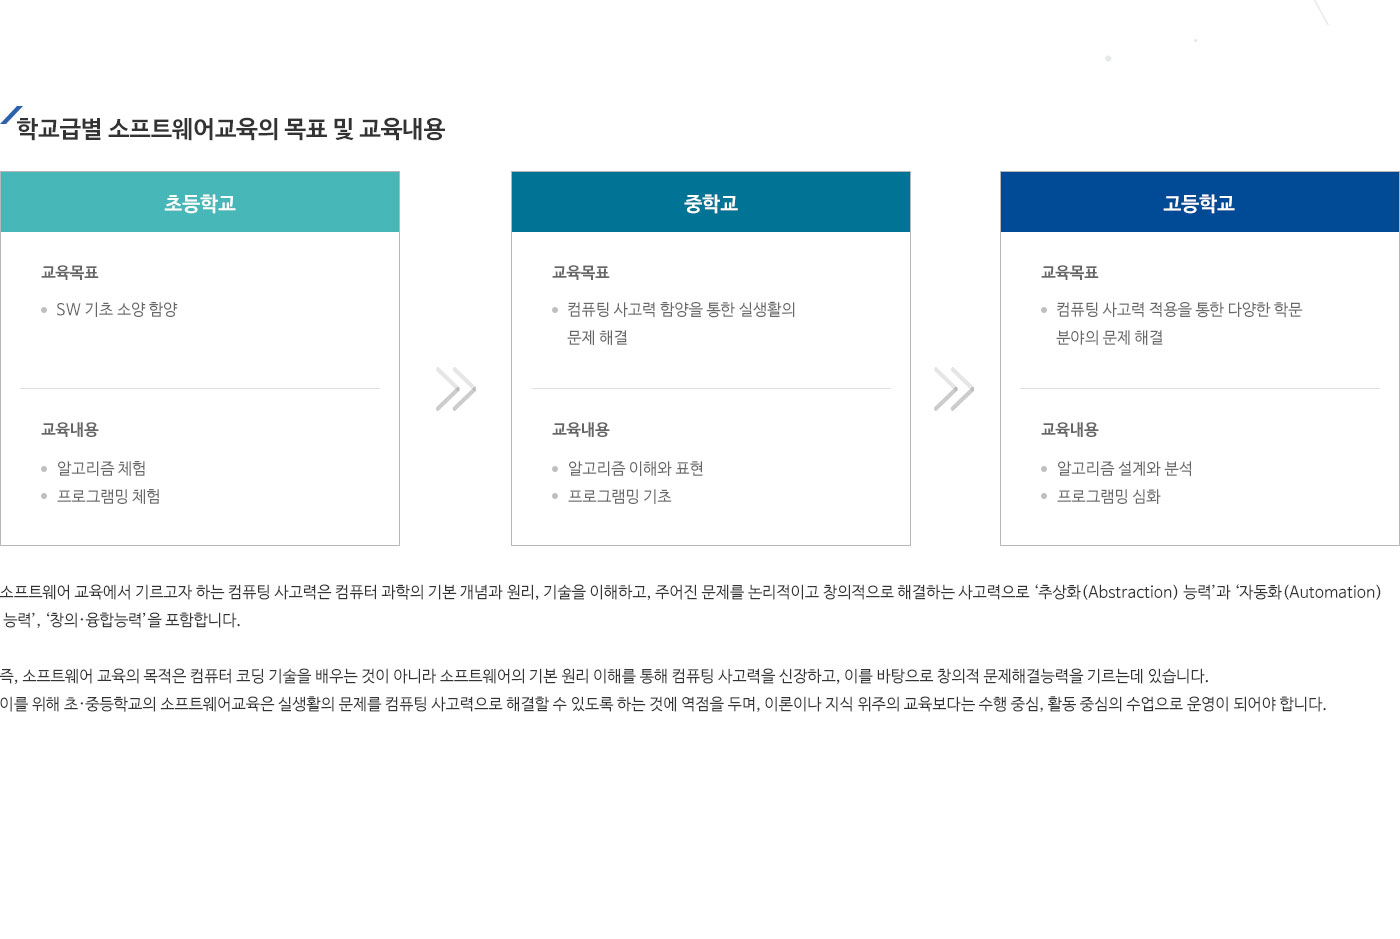 학교급별 소프트웨어교육의 목표 및 교육내용
초등학교
교육목표
SW 기초 소양 함양
교육내용
알고리즘 체험
프로그램밍 체험
중학교
교육목표
컴퓨팅 사고력 함양을 통한 실생활의
문제 해결
교육내용
알고리즘 이해와 표현
프로그램밍 기초
고등학교
교육목표
컴퓨팅 사고력 적용을 통한 다양한 학문
분야의 문제 해결
교육내용
알고리즘 설계와 분석
프로그램밍 심화
소프트웨어 교육에서 기르고자 하는 컴퓨팅 사고력은 컴퓨터 과학의 기본 개념과 원리, 기술을 이해하고, 주어진 문제를 논리적이고 창의적으로 해결하는 사고력으로 ‘추상화(Abstraction) 능력’과 ‘자동화(Automation)
능력’, ‘창의·융합능력’을 포함합니다.
즉, 소프트웨어 교육의 목적은 컴퓨터 코딩 기술을 배우는 것이 아니라 소프트웨어의 기본 원리 이해를 통해 컴퓨팅 사고력을 신장하고, 이를 바탕으로 창의적 문제해결능력을 기르는데 있습니다.
이를 위해 초·중등학교의 소프트웨어교육은 실생활의 문제를 컴퓨팅 사고력으로 해결할 수 있도록 하는 것에 역점을 두며, 이론이나 지식 위주의 교육보다는 수행 중심, 활동 중심의 수업으로 운영이 되어야 합니다.